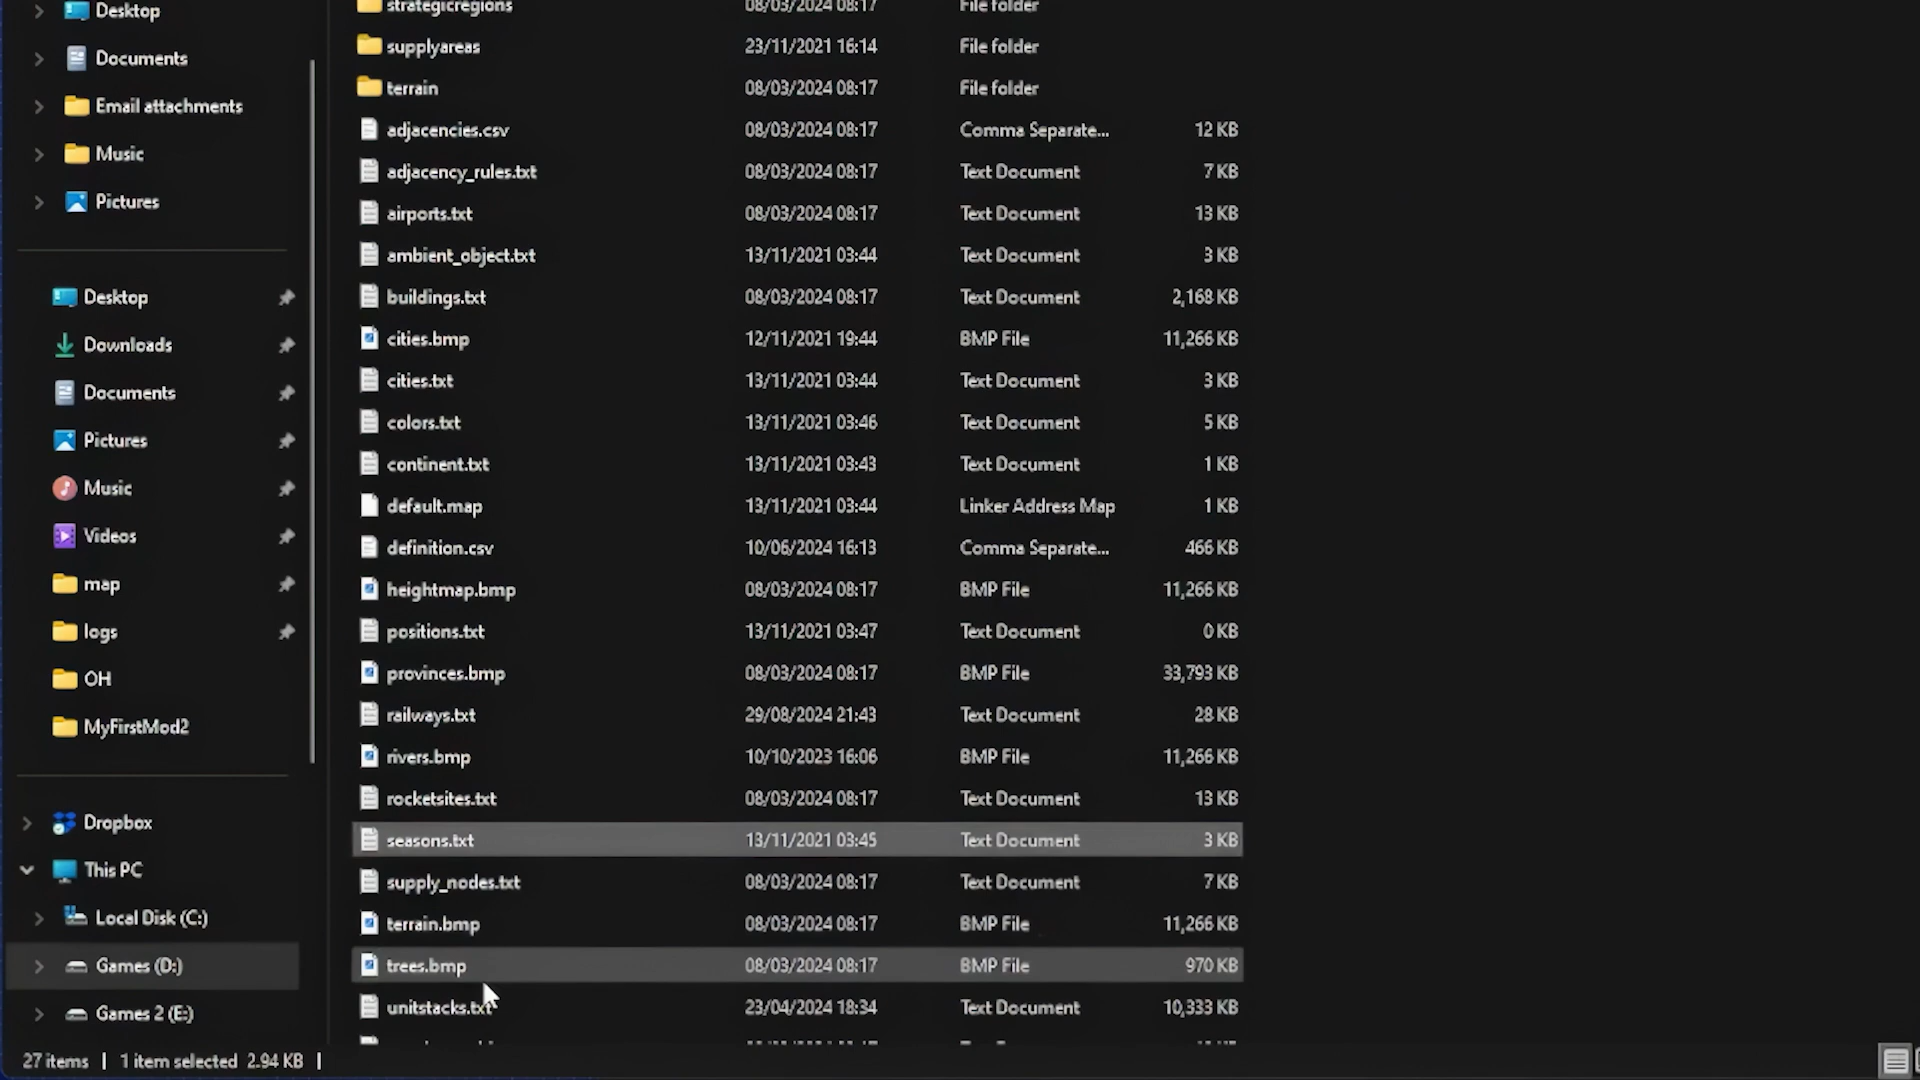 Desktop
Documents
Email attachments
Music
Pictures
Desktop
Downloads
Documents
Pictures
Music
Videos
map
logs
OH
MyFirstMod2
Dropbox
This PC
Local Disk (C:)
Games (D:)
Games 2 (E:)
strategicregions 08/03/2024 08:17 File folder
supplyareas 23/11/2021 16:14 File folder
terrain 08/03/2024 08:17 File folder
adjacencies.csv 08/03/2024 08:17 Comma Separate... 12 KB
adjacency_rules.txt 08/03/2024 08:17 Text Document 7 KB
airports.txt 08/03/2024 08:17 Text Document 13 KB
ambient_object.txt 13/11/2021 03:44 Text Document 3 KB
buildings.txt 08/03/2024 08:17 Text Document 2,168 KB
cities.bmp 12/11/2021 19:44 BMP File 11,266 KB
cities.txt 13/11/2021 03:44 Text Document 3 KB
colors.txt 13/11/2021 03:46 Text Document 5 KB
continent.txt 13/11/2021 03:43 Text Document 1 KB
default.map 13/11/2021 03:44 Linker Address Map 1 KB
definition.csv 10/06/2024 16:13 Comma Separate... 466 KB
heightmap.bmp 08/03/2024 08:17 BMP File 11,266 KB
positions.txt 13/11/2021 03:47 Text Document 0 KB
provinces.bmp 08/03/2024 08:17 BMP File 33,793 KB
railways.txt 29/08/2024 21:43 Text Document 28 KB
rivers.bmp 10/10/2023 16:06 BMP File 11,266 KB
rocketsites.txt 08/03/2024 08:17 Text Document 13 KB
seasons.txt 13/11/2021 03:45 Text Document 3 KB
supply_nodes.txt 08/03/2024 08:17 Text Document 7 KB
terrain.bmp 08/03/2024 08:17 BMP File 11,266 KB
trees.bmp 08/03/2024 08:17 BMP File 970 KB
unitstacks.txt 23/04/2024 18:34 Text Document 10,333 KB
27 items | 1 item selected 2.94 KB |